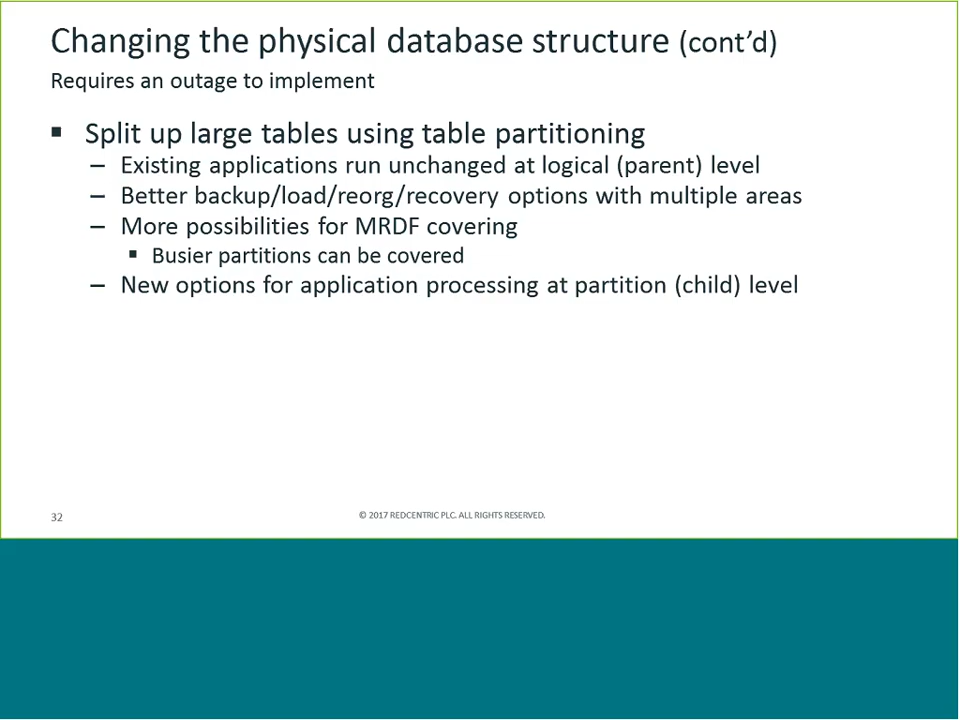 Changing the physical database structure (cont’d)
Requires an outage to implement
▪ Split up large tables using table partitioning
– Existing applications run unchanged at logical (parent) level
– Better backup/load/reorg/recovery options with multiple areas
– More possibilities for MRDF covering
▪ Busier partitions can be covered
– New options for application processing at partition (child) level
32
© 2017 REDCENTRIC PLC. ALL RIGHTS RESERVED.